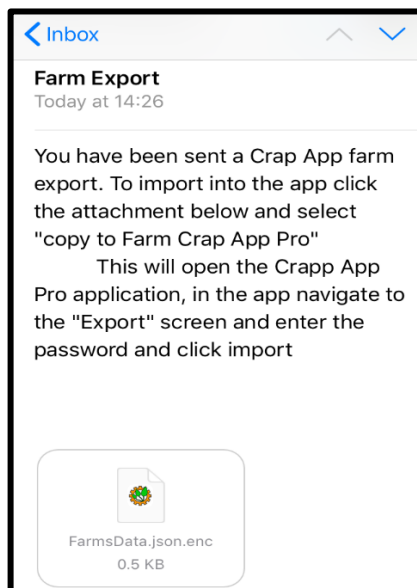 Inbox
Farm Export
Today at 14:26
You have been sent a Crap App farm
export. To import into the app click
the attachment below and select
"copy to Farm Crap App Pro"
This will open the Crapp App
Pro application, in the app navigate to
the "Export" screen and enter the
password and click import
FarmsData.json.enc
0.5 KB